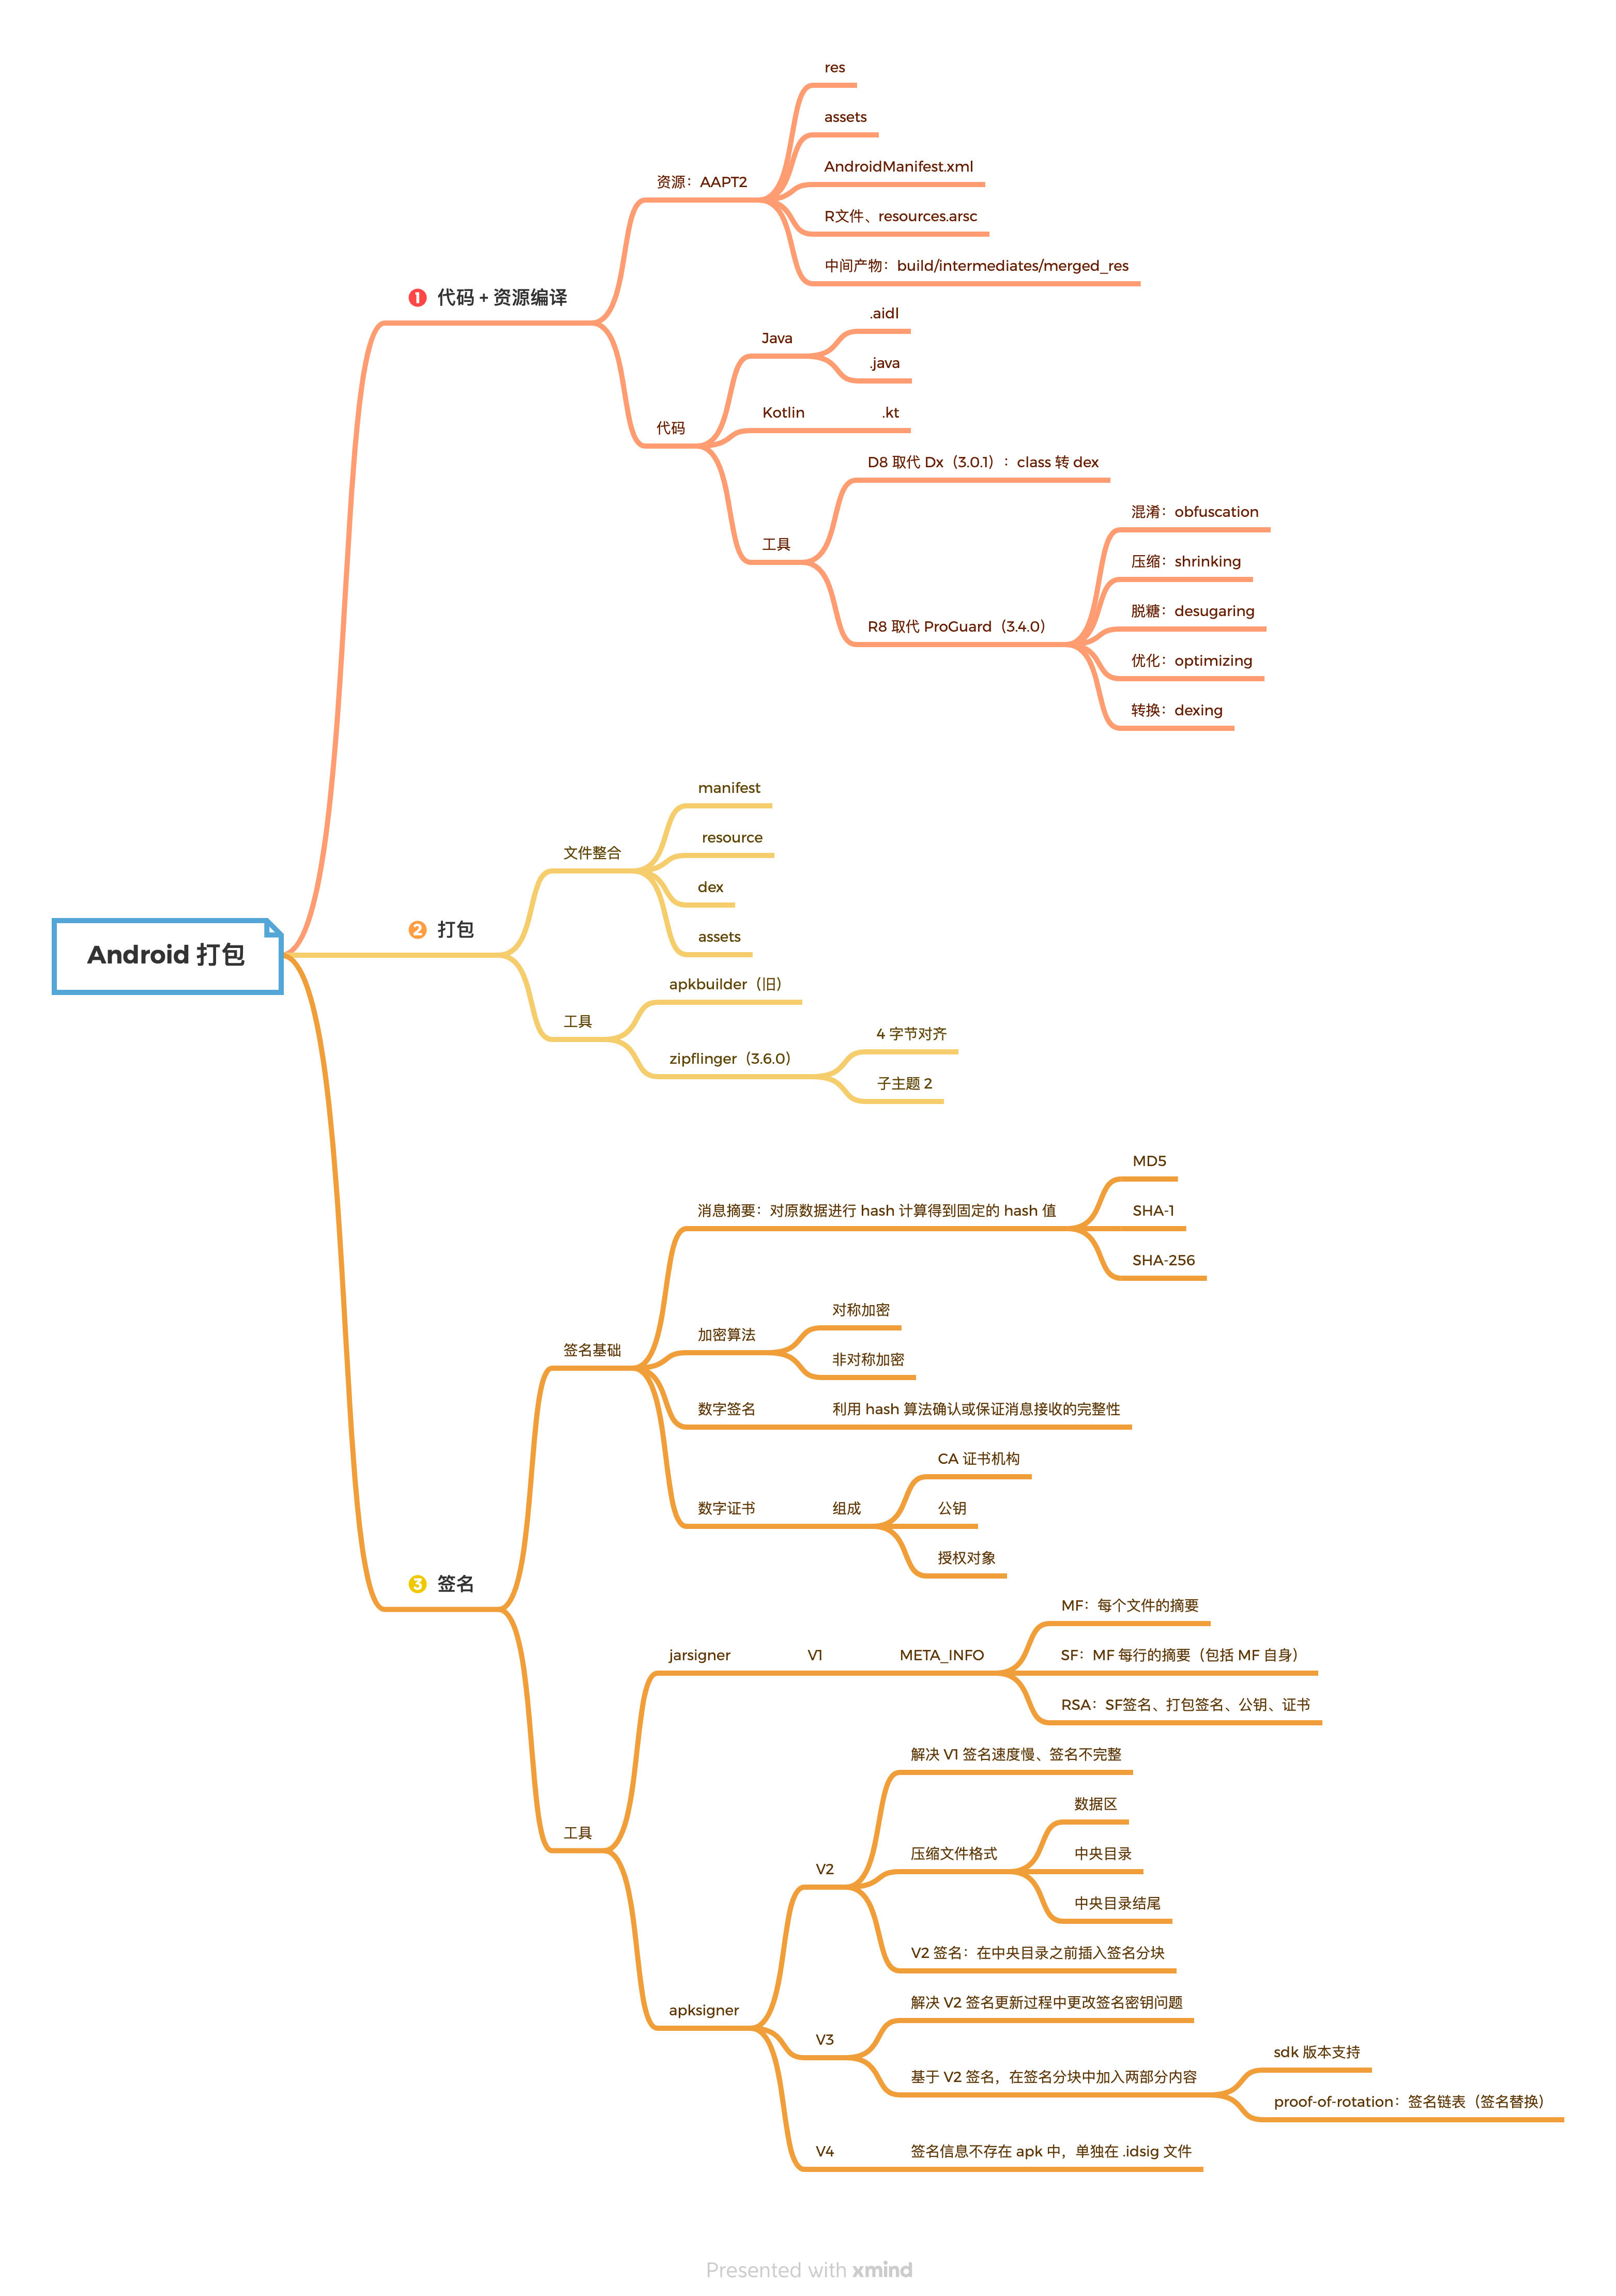 Android 打包
1 代码 + 资源编译
资源：AAPT2
res
assets
AndroidManifest.xml
R文件、resources.arsc
中间产物：build/intermediates/merged_res
代码
Java
.aidl
.java
Kotlin
.kt
工具
D8 取代 Dx（3.0.1）：class 转 dex
R8 取代 ProGuard（3.4.0）
混淆：obfuscation
压缩：shrinking
脱糖：desugaring
优化：optimizing
转换：dexing
2 打包
文件整合
manifest
resource
dex
assets
工具
apkbuilder（旧）
zipflinger（3.6.0）
4 字节对齐
子主题 2
3 签名
签名基础
消息摘要：对原数据进行 hash 计算得到固定的 hash 值
MD5
SHA-1
SHA-256
加密算法
对称加密
非对称加密
数字签名
利用 hash 算法确认或保证消息接收的完整性
数字证书
组成
CA 证书机构
公钥
授权对象
工具
jarsigner
V1
META_INFO
MF：每个文件的摘要
SF：MF 每行的摘要（包括 MF 自身）
RSA：SF签名、打包签名、公钥、证书
apksigner
V2
解决 V1 签名速度慢、签名不完整
压缩文件格式
数据区
中央目录
中央目录结尾
V2 签名：在中央目录之前插入签名分块
V3
解决 V2 签名更新过程中更改签名密钥问题
基于 V2 签名，在签名分块中加入两部分内容
sdk 版本支持
proof-of-rotation：签名链表（签名替换）
V4
签名信息不存在 apk 中，单独在 .idsig 文件
Presented with xmind